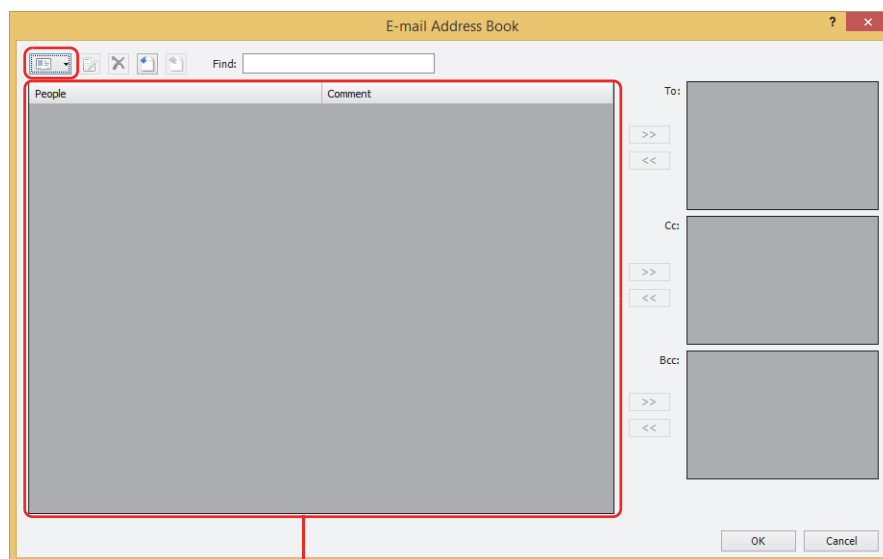 E-mail Address Book
? ×
Find:
People Comment
To:
>>
<<
Cc:
>>
<<
Bcc:
>>
<<
OK Cancel